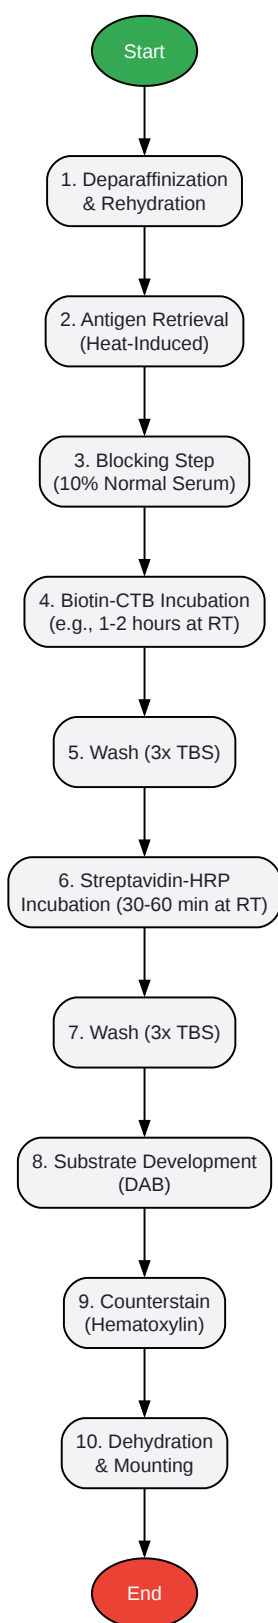 Start
1. Deparaffinization
& Rehydration
2. Antigen Retrieval
(Heat-Induced)
3. Blocking Step
(10% Normal Serum)
4. Biotin-CTB Incubation
(e.g., 1-2 hours at RT)
5. Wash (3x TBS)
6. Streptavidin-HRP
Incubation (30-60 min at RT)
7. Wash (3x TBS)
8. Substrate Development
(DAB)
9. Counterstain
(Hematoxylin)
10. Dehydration
& Mounting
End